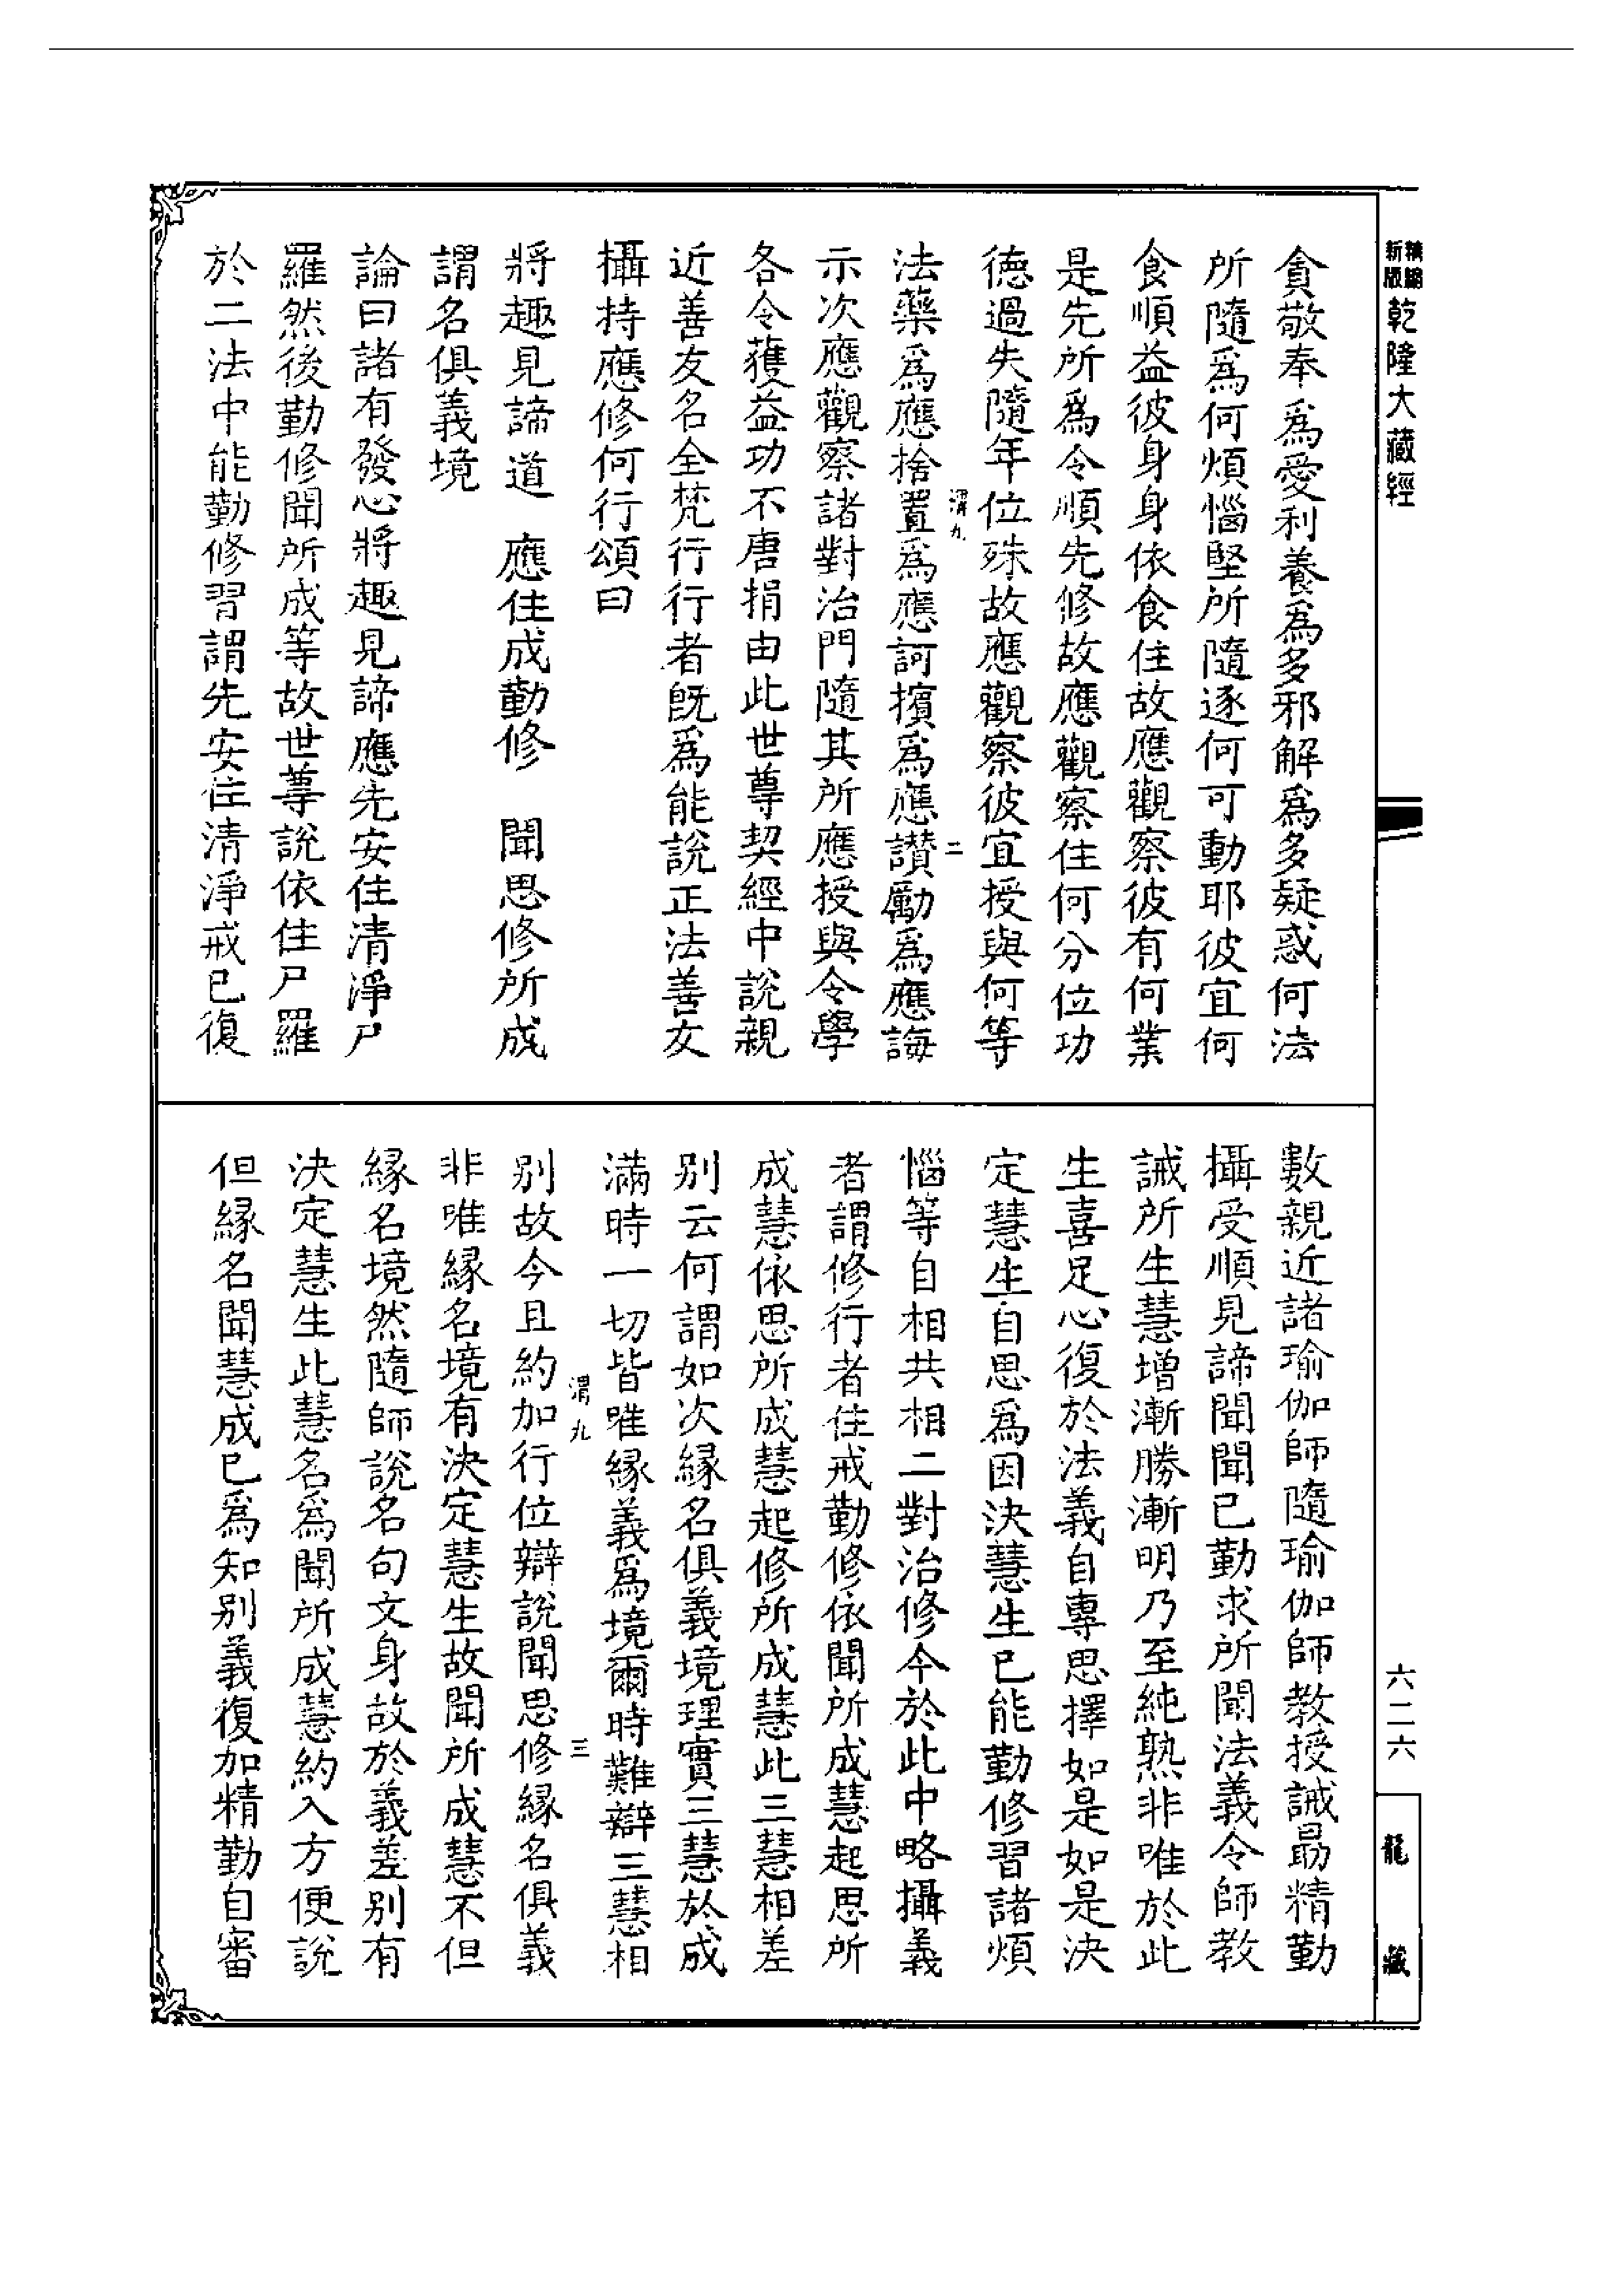 新版精縮乾隆大藏經
貪敬奉為愛利養為多邪解為多疑惑何法
所隨為何煩惱堅所隨逐何可動耶彼宜何
食順益彼身身依食住故應觀察彼有何業
是先所為令順先修故應觀察住何分位功
德過失隨年位殊故應觀察彼宜授與何等
渭九
二
法藥為應捨置為應訶擯為應讚勵為應誨
示次應觀察諸對治門隨其所應授與令學
各令獲益功不唐捐由此世尊契經中說親
近善友名全梵行行者既為能說正法善友
攝持應修何行頌曰
將趣見諦道　應住戒勤修　聞思修所成
謂名俱義境
論曰諸有發心將趣見諦應先安住清淨尸
羅然後勤修聞所成等故世尊說依住尸羅
於二法中能勤修習謂先安住清淨戒已復
數親近諸瑜伽師隨瑜伽師教授誡勗精勤
攝受順見諦聞聞已勤求所聞法義令師教
誡所生慧增漸勝漸明乃至純熟非唯於此
生喜足心復於法義自專思擇如是如是決
定慧生自思為因決慧生已能勤修習諸煩
惱等自相共相二對治修今於此中略攝義
者謂修行者住戒勤修依聞所成慧起思所
成慧依思所成慧起修所成慧此三慧相差
別云何謂如次緣名俱義境理實三慧於成
滿時一切皆唯緣義為境爾時難辯三慧相
渭九
三
別故今且約加行位辯說聞思修緣名俱義
非唯緣名境有決定慧生故聞所成慧不但
緣名境然隨師說名句文身故於義差別有
決定慧生此慧名為聞所成慧約入方便說
但緣名聞慧成已為知別義復加精勤自審
六二六
龍藏